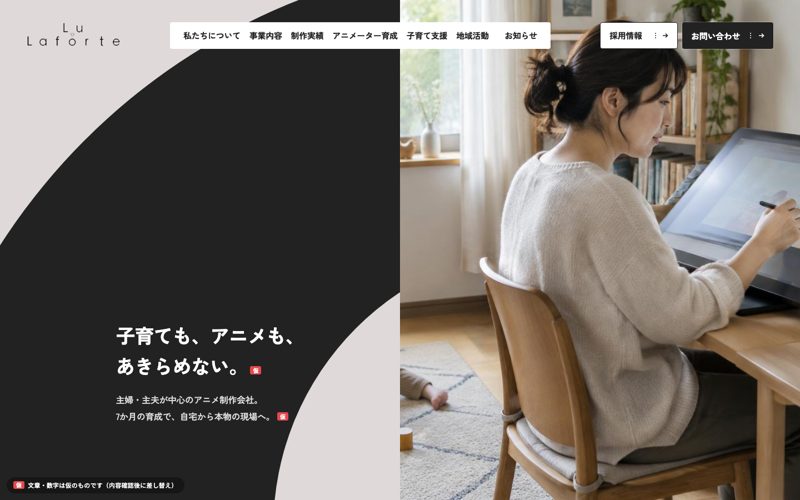 Lu
Laforte
私たちについて 事業内容 制作実績 アニメーター育成 子育て支援 地域活動 お知らせ
採用情報
お問い合わせ
子育ても、アニメも、
あきらめない。 仮
主婦・主夫が中心のアニメ制作会社。
7か月の育成で、自宅から本物の現場へ。 仮
仮 文章・数字は仮のものです（内容確認後に差し替え）